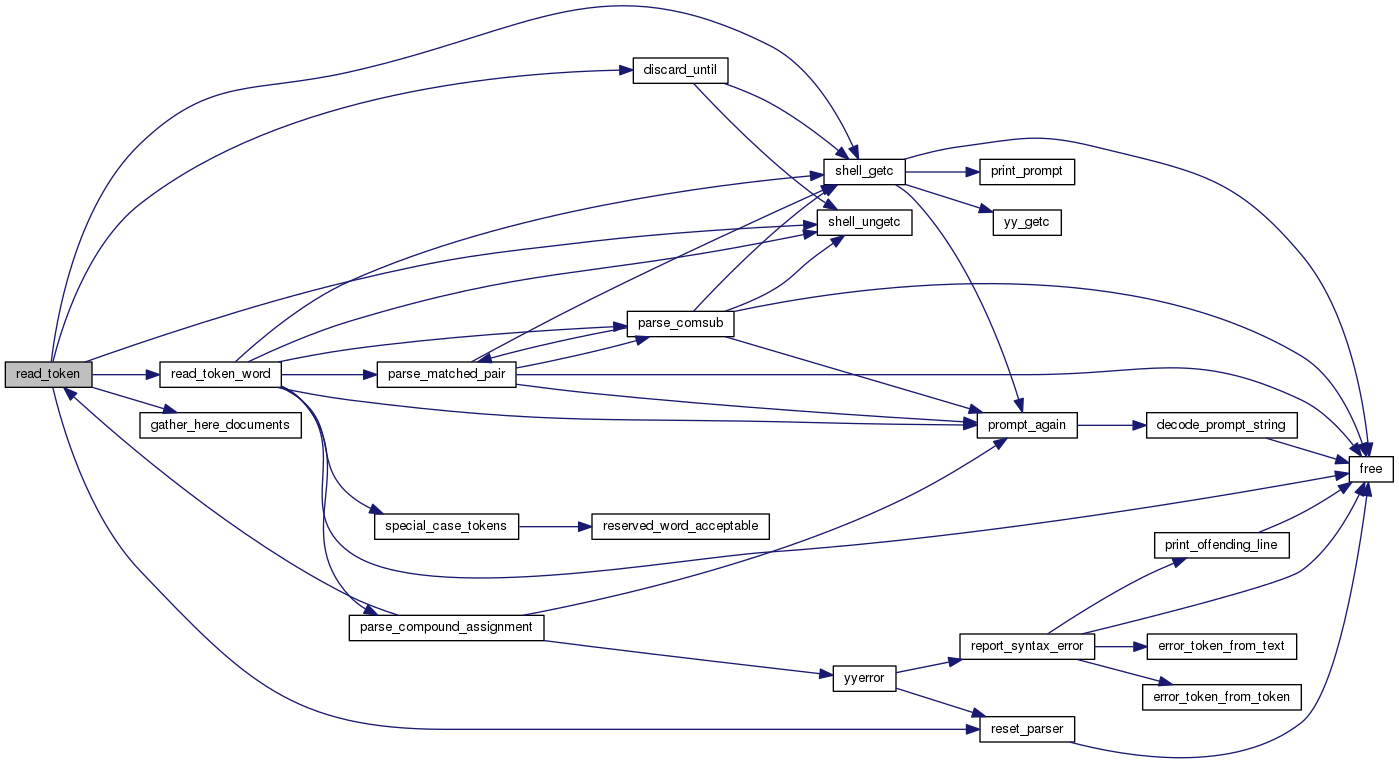 discard_until
shell_getc
print_prompt
shell_ungetc
yy_getc
parse_comsub
read_token
read_token_word
parse_matched_pair
gather_here_documents
prompt_again
decode_prompt_string
free
special_case_tokens
reserved_word_acceptable
print_offending_line
parse_compound_assignment
report_syntax_error
error_token_from_text
yyerror
error_token_from_token
reset_parser